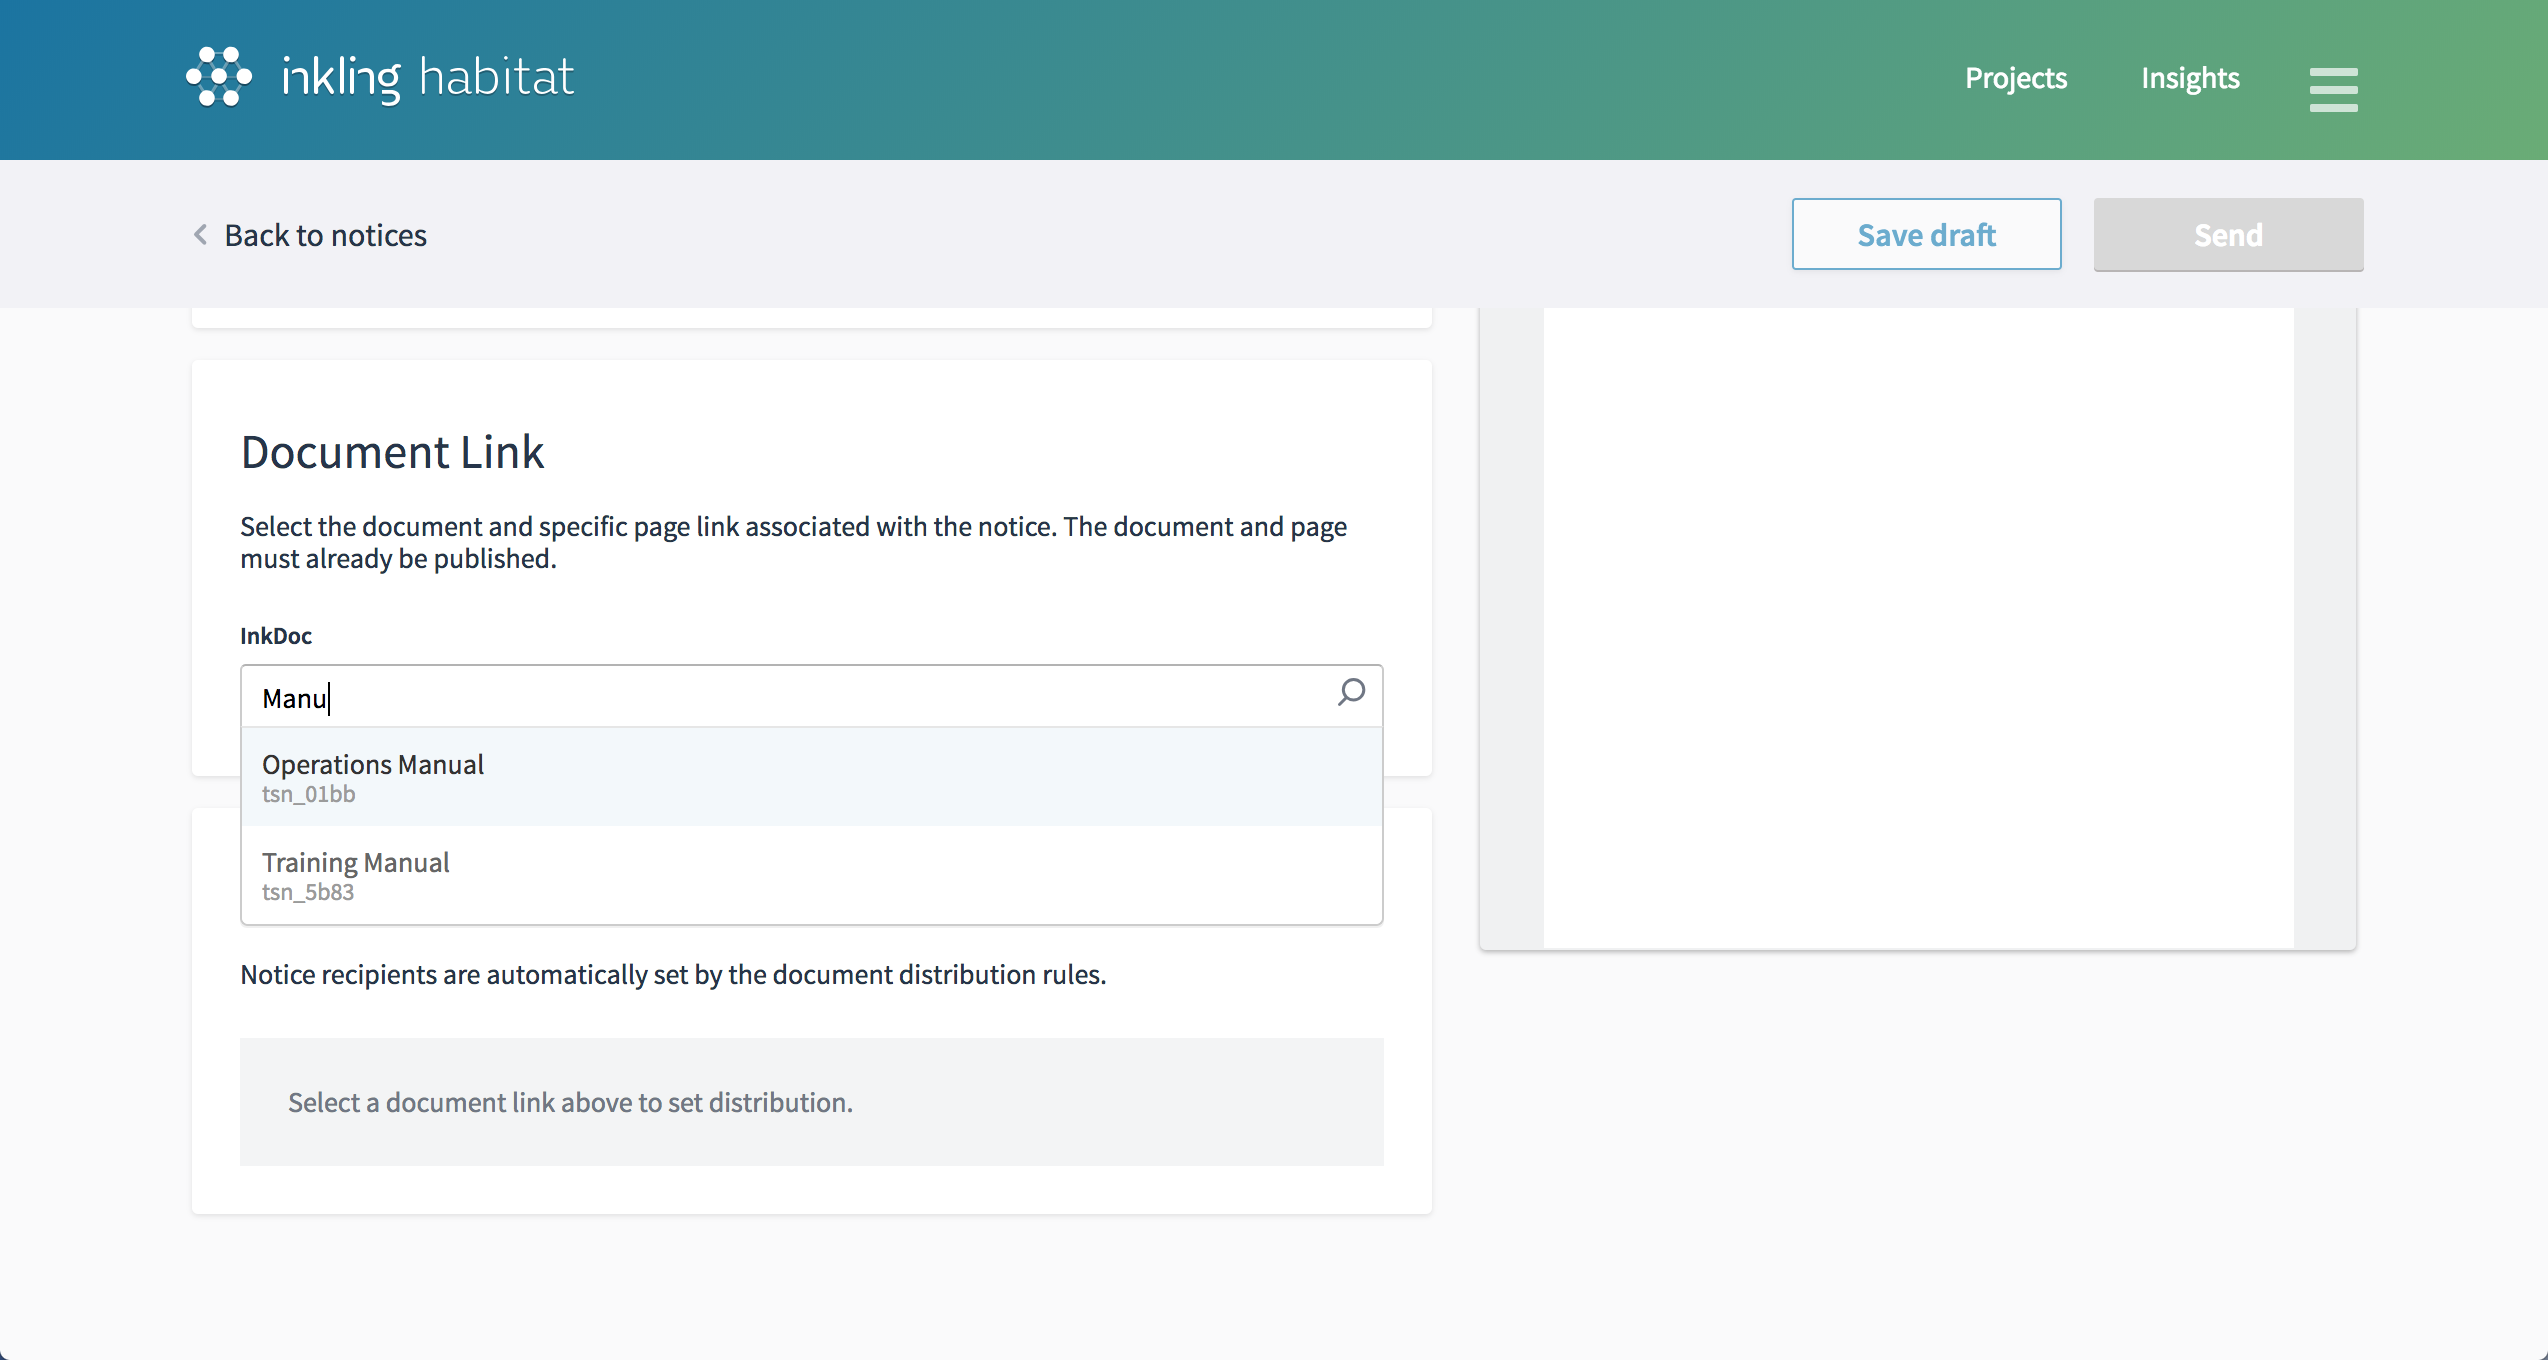 inkling habitat
Projects
Insights
Back to notices
Save draft
Send
Document Link
Select the document and specific page link associated with the notice. The document and page
must already be published.
InkDoc
Manu
Operations Manual
tsn_01bb
Training Manual
tsn_5b83
Notice recipients are automatically set by the document distribution rules.
Select a document link above to set distribution.